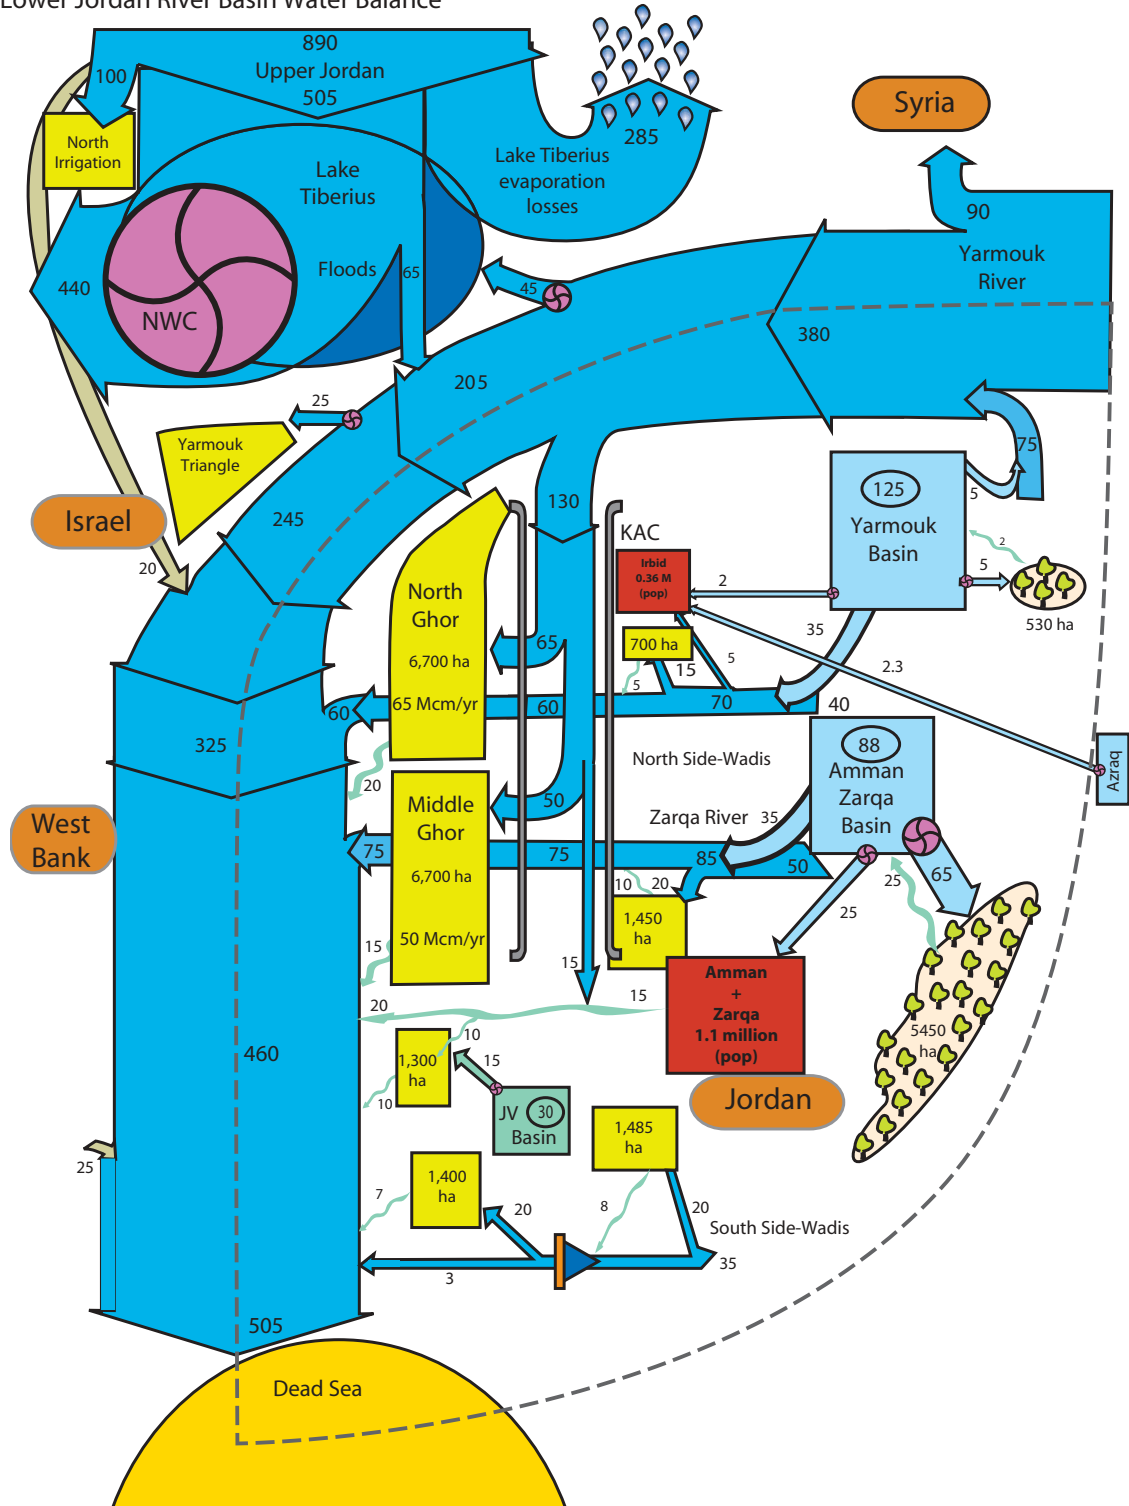 Lower Jordan River Basin Water Balance
890
Upper Jordan
505
100
North
Irrigation
Lake
Tiberius
Lake Tiberius
evaporation
losses
285
Syria
90
Yarmouk
River
440
NWC
Floods
65
45
380
205
25
Yarmouk
Triangle
75
5
125
Yarmouk
Basin
2
5
530 ha
Israel
20
245
130
KAC
Irbid
0.36 M
(pop)
2
North
Ghor
6,700 ha
65 Mcm/yr
65
700 ha
15
5
5
35
2.3
60
60
70
40
325
20
North Side-Wadis
88
Amman
Zarqa
Basin
Azraq
West
Bank
Middle
Ghor
6,700 ha
50 Mcm/yr
50
Zarqa River
35
75
75
85
50
10
20
25
65
1,450
ha
25
15
15
Amman
+
Zarqa
1.1 million
(pop)
15
20
5450
ha
460
10
1,300
ha
15
10
JV
30
Basin
Jordan
1,485
ha
25
1,400
ha
7
20
8
20
South Side-Wadis
35
3
505
Dead Sea